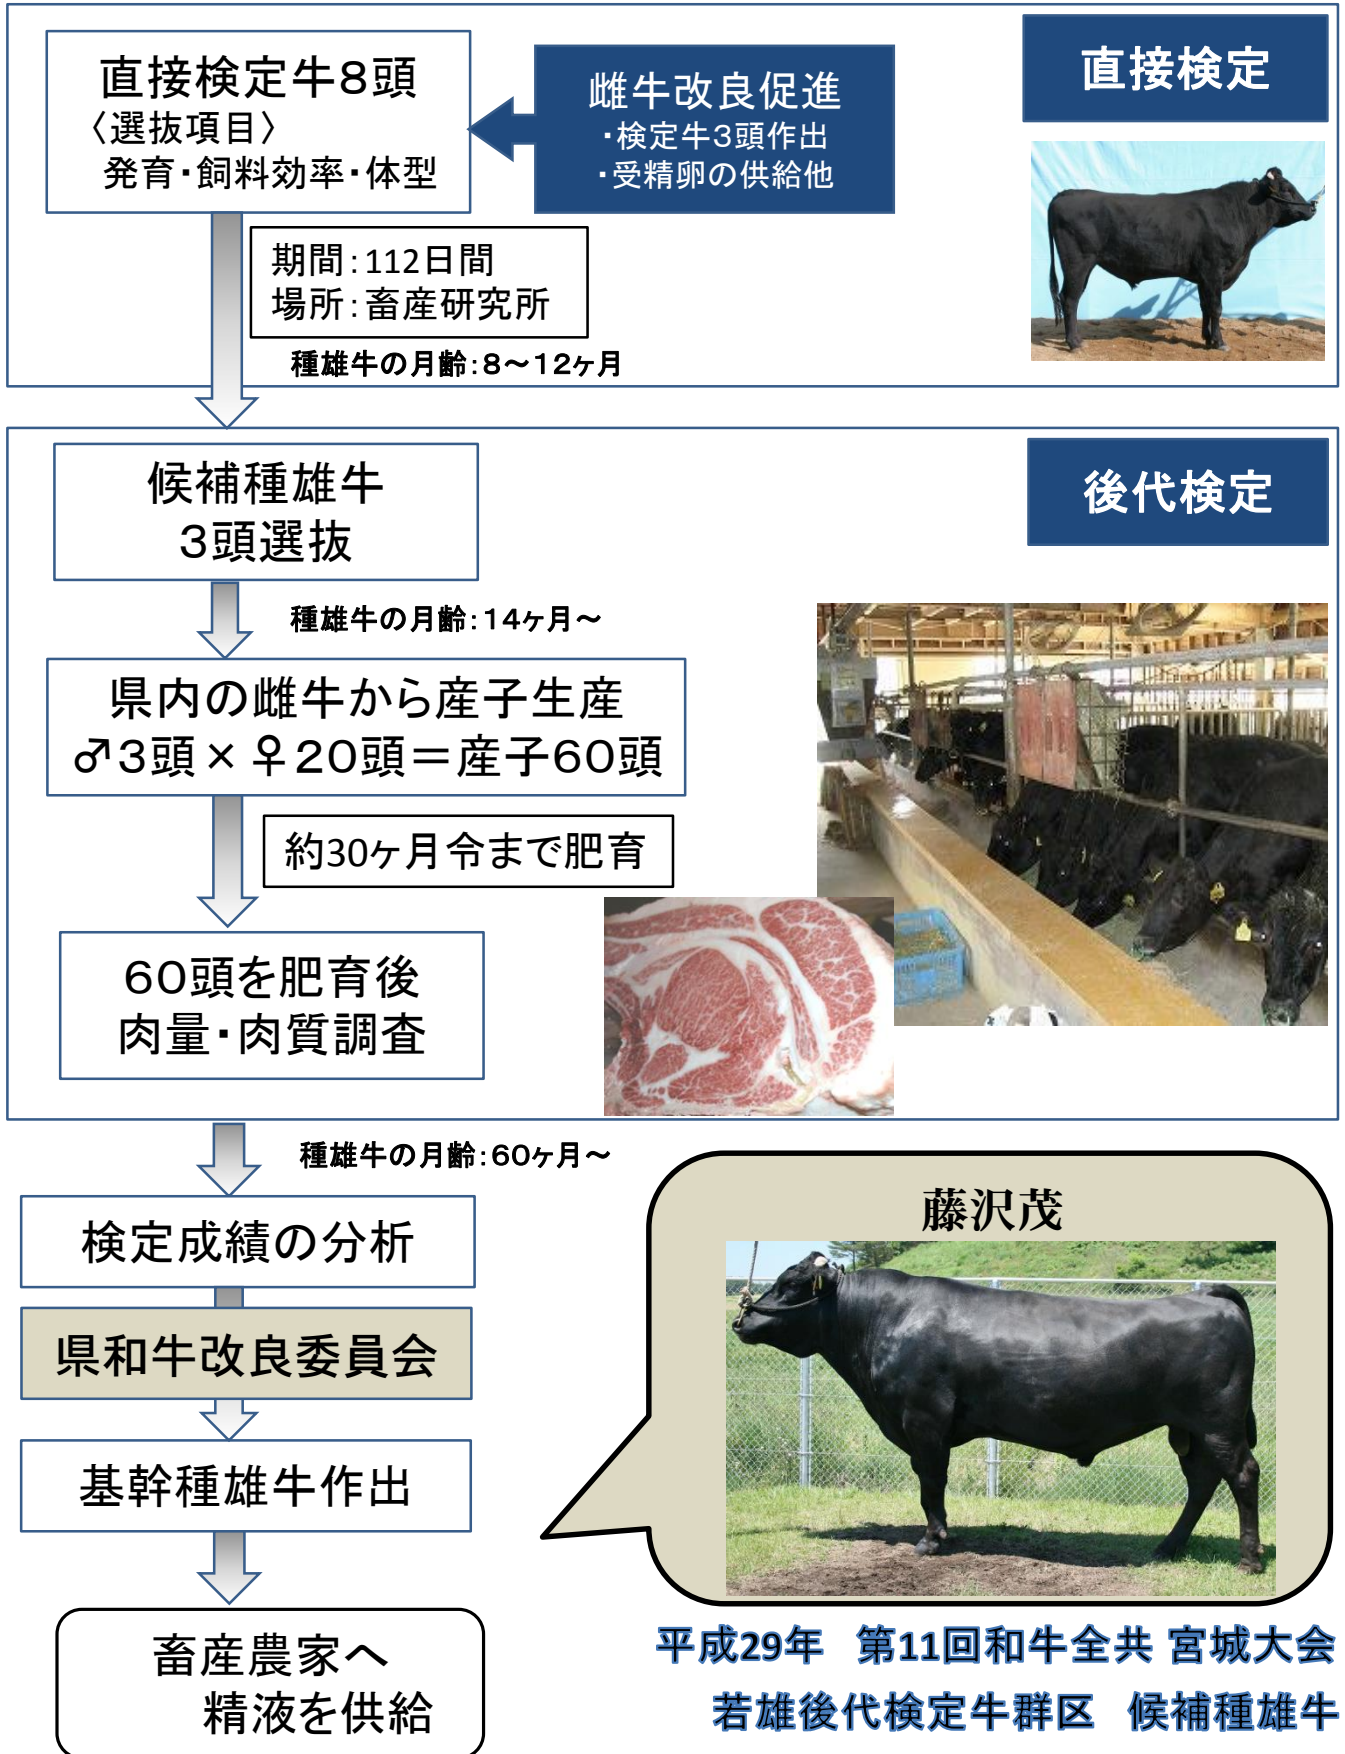 直接検定牛8頭
〈選抜項目〉
発育・飼料効率・体型
雌牛改良促進
・検定牛3頭作出
・受精卵の供給他
直接検定
期間：112日間
場所：畜産研究所
種雄牛の月齢：8～12ヶ月
候補種雄牛
3頭選抜
後代検定
種雄牛の月齢：14ヶ月～
県内の雌牛から産子生産
♂3頭×♀20頭＝産子60頭
約30ヶ月令まで肥育
60頭を肥育後
肉量・肉質調査
種雄牛の月齢：60ヶ月～
検定成績の分析
県和牛改良委員会
基幹種雄牛作出
畜産農家へ
精液を供給
藤沢茂
平成29年 第11回和牛全共 宮城大会
若雄後代検定牛群区 候補種雄牛